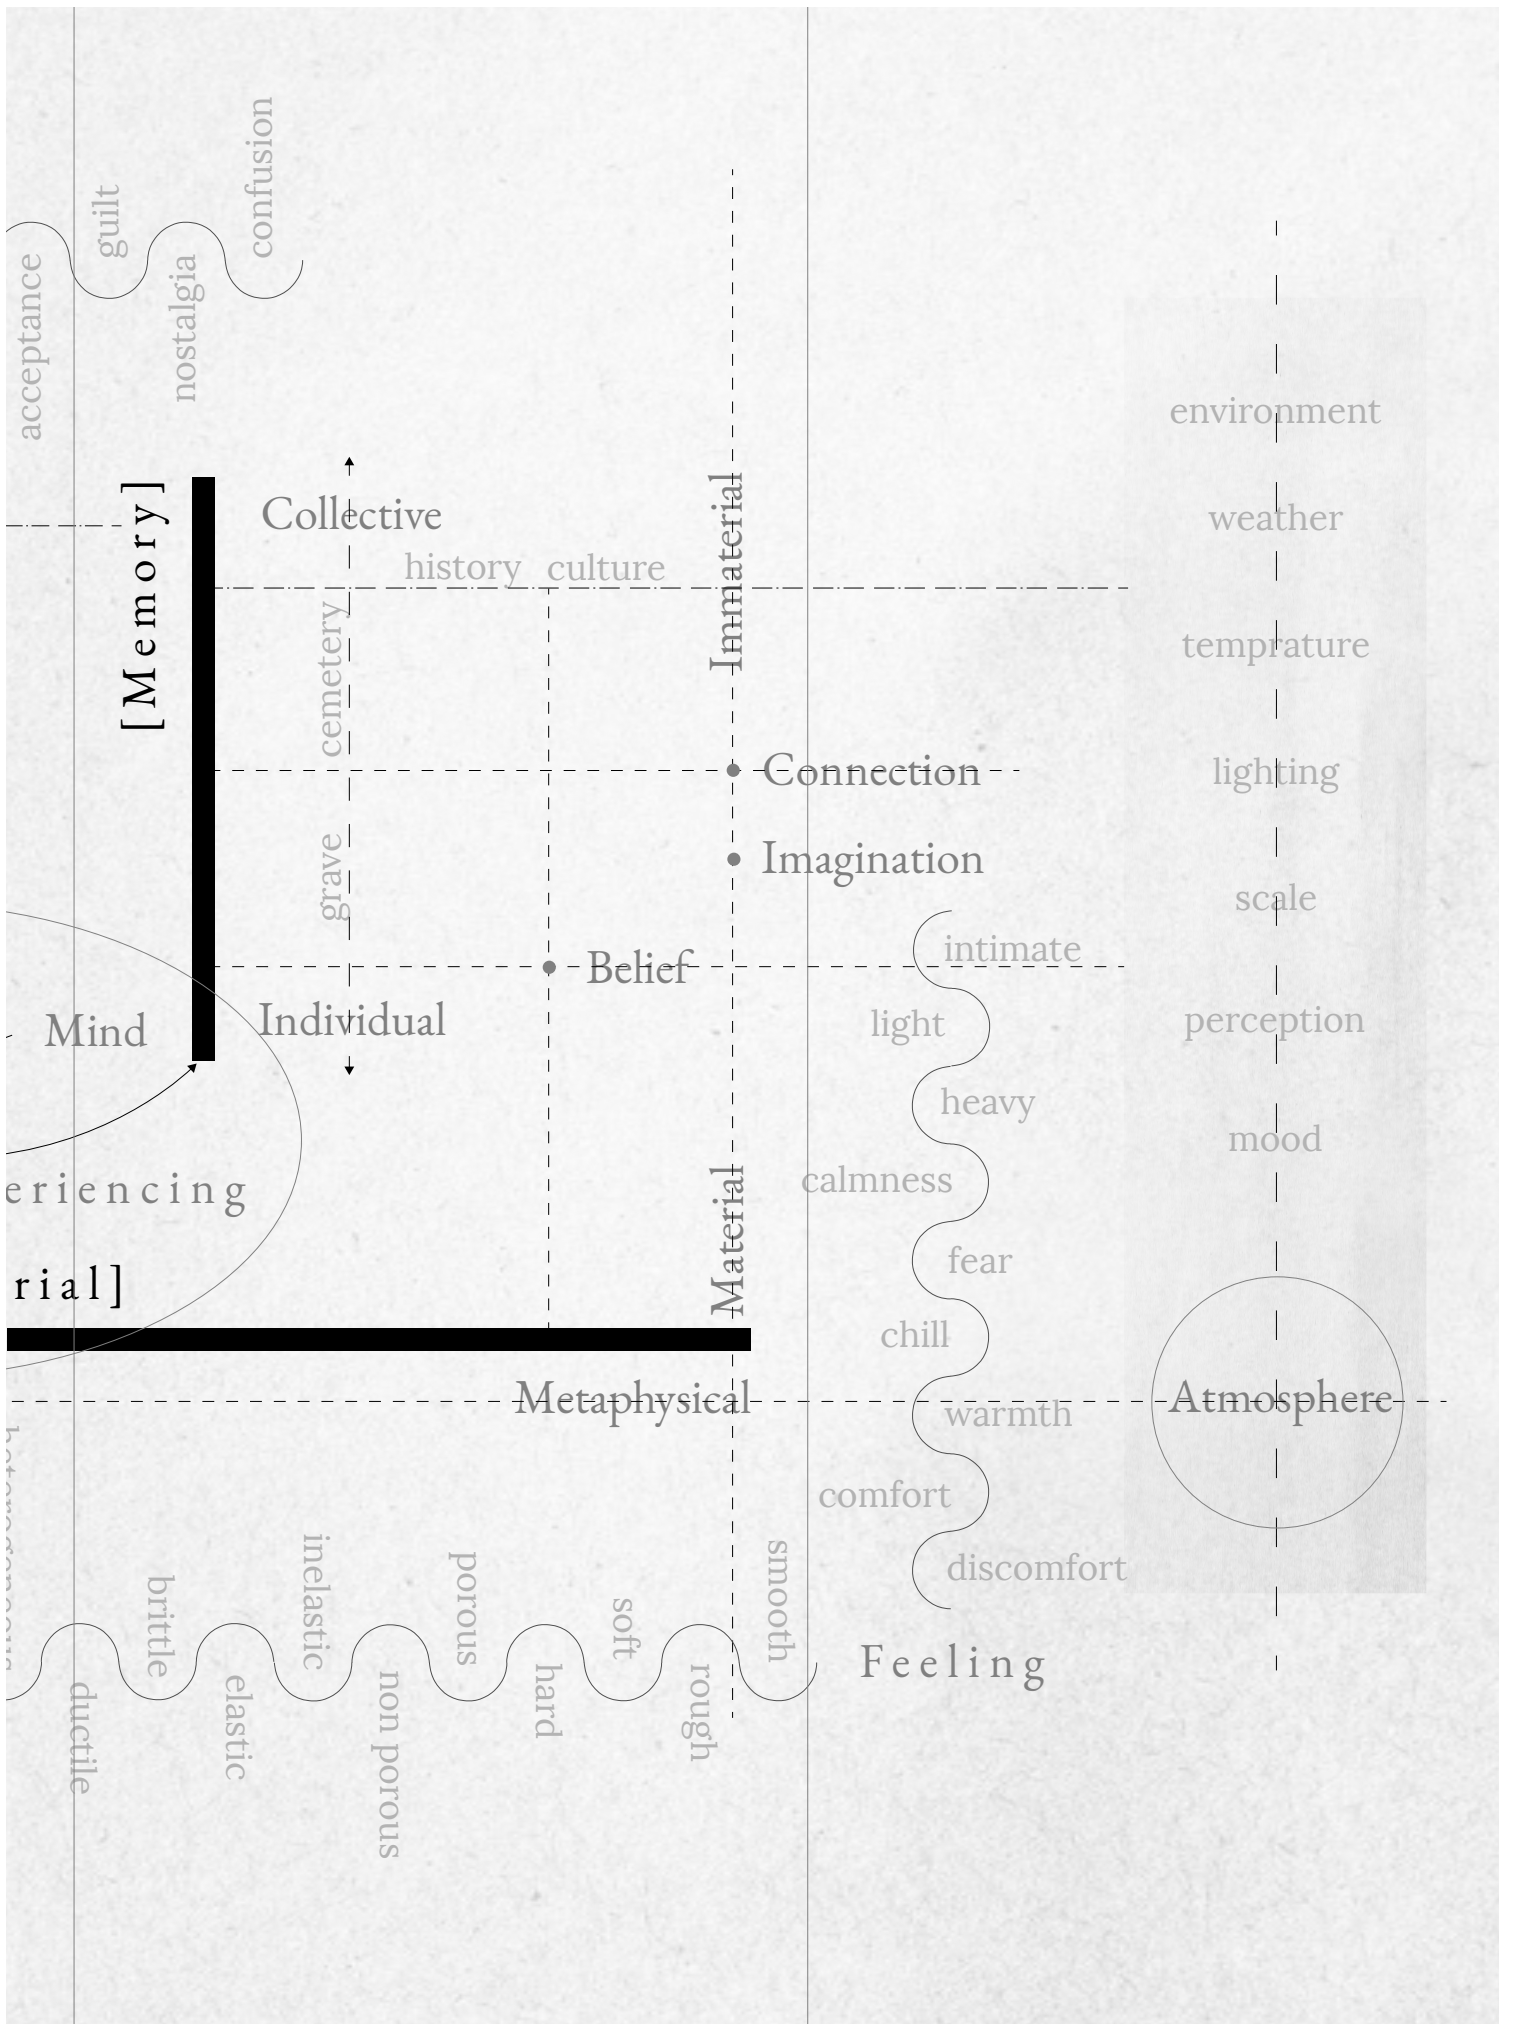 confusion
guilt
acceptance
nostalgia
[Memory]
Collective
history culture
cemetery
grave
Immaterial
Connection
Imagination
Belief
Individual
Mind
eriencing
rial]
Material
Metaphysical
environment
weather
temprature
lighting
scale
perception
mood
Atmosphere
intimate
light
heavy
calmness
fear
chill
warmth
comfort
discomfort
Feeling
heterogeneous
ductile
brittle
elastic
inelastic
non porous
porous
hard
soft
rough
smooth